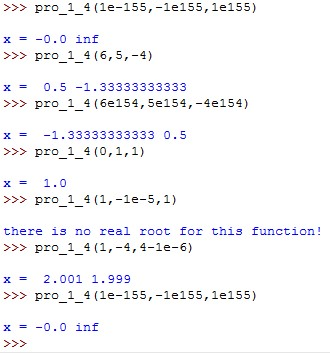 >>> pro_1_4(1e-155,-1e155,1e155)
x =  -0.0 inf
>>> pro_1_4(6,5,-4)
x =  0.5 -1.33333333333
>>> pro_1_4(6e154,5e154,-4e154)
x =  -1.33333333333 0.5
>>> pro_1_4(0,1,1)
x =  1.0
>>> pro_1_4(1,-1e-5,1)
there is no real root for this function!
>>> pro_1_4(1,-4,4-1e-6)
x =  2.001 1.999
>>> pro_1_4(1e-155,-1e155,1e155)
x =  -0.0 inf
>>>